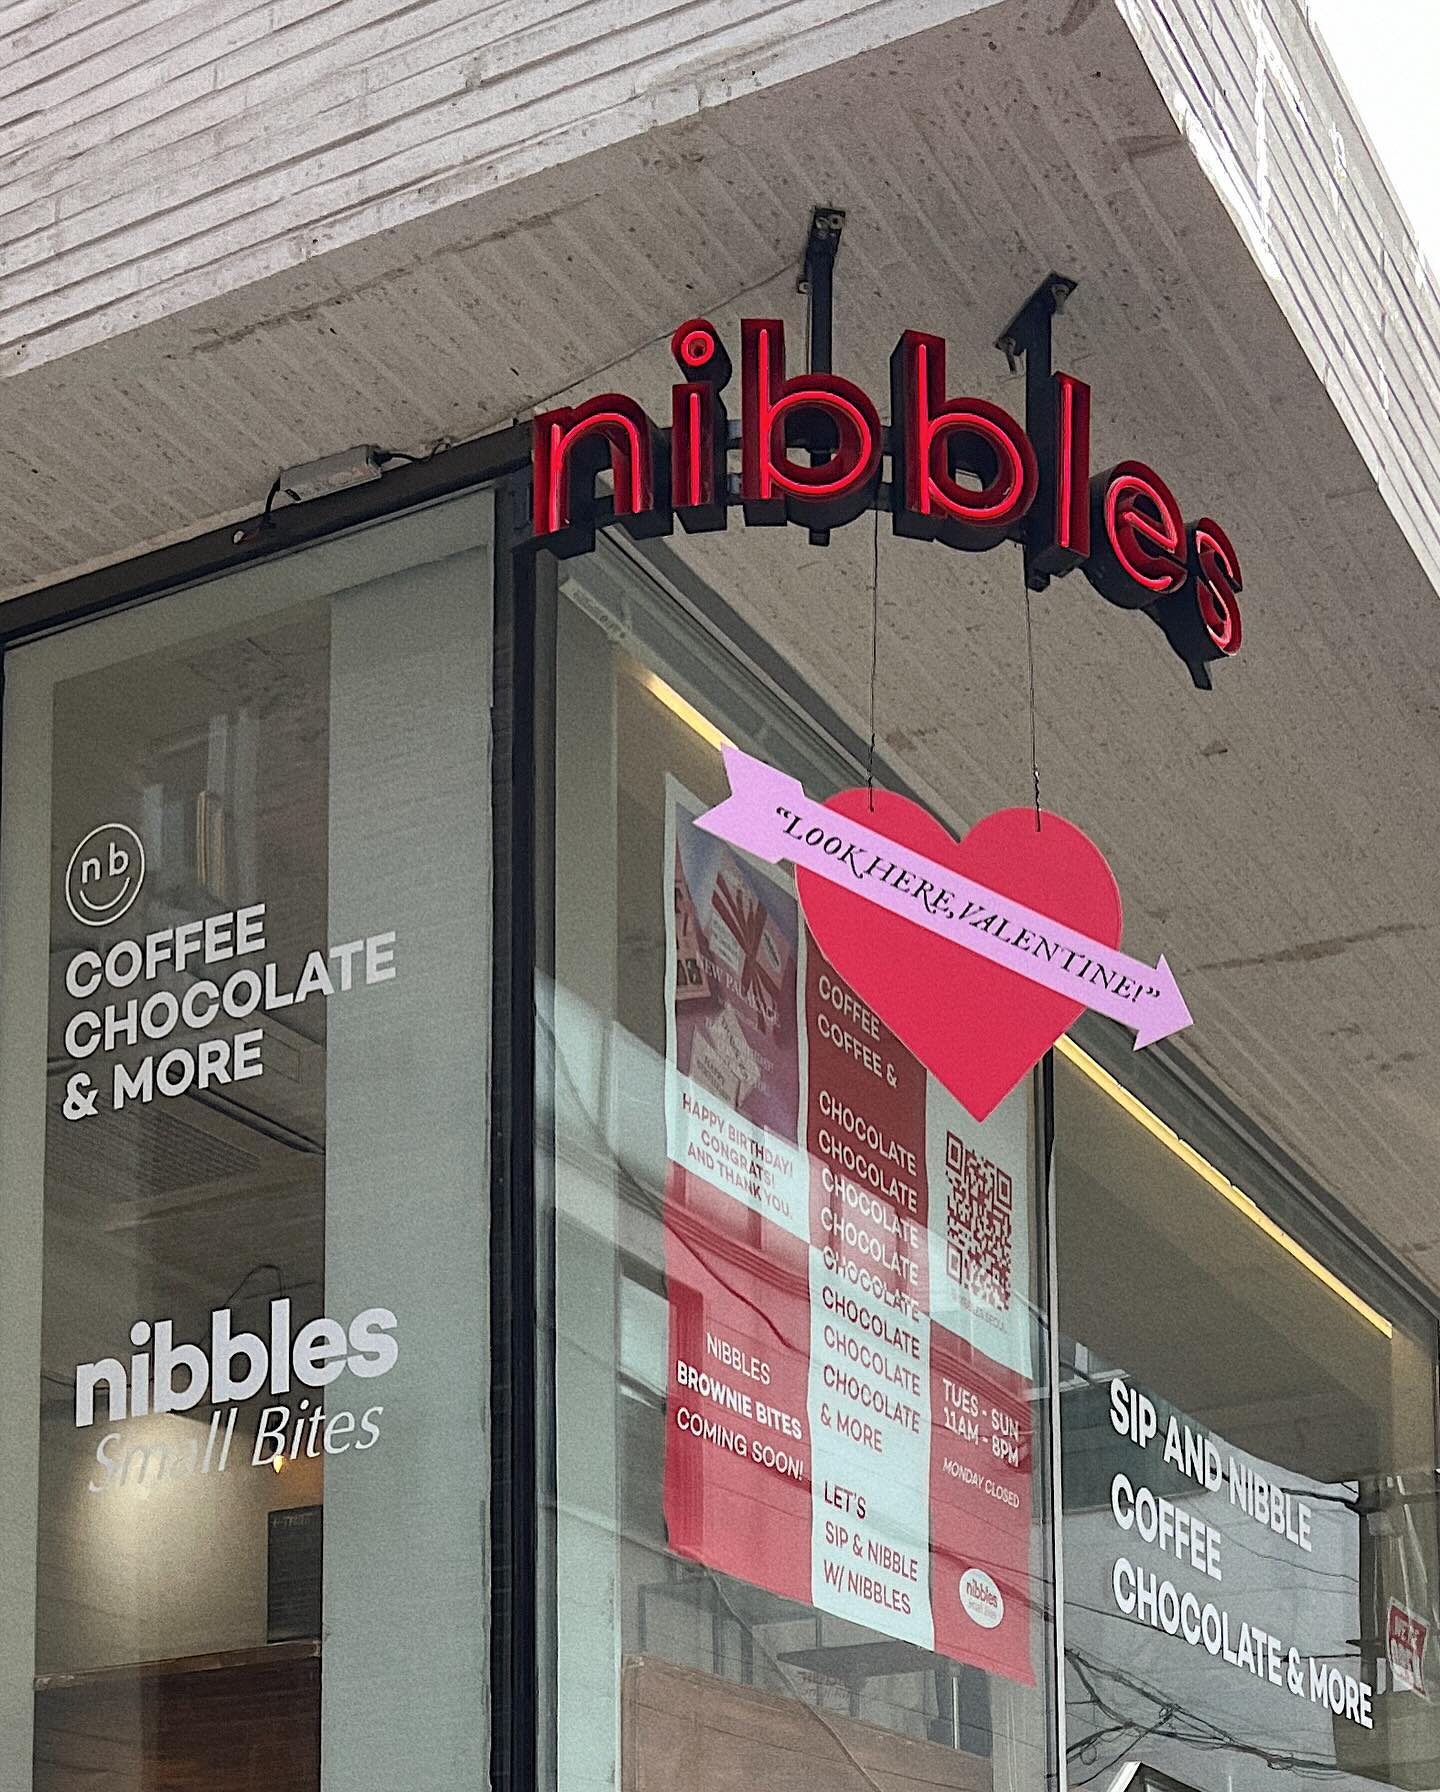 nibbles
"LOOK HERE, VALENTINE!"
nb
COFFEE
CHOCOLATE
& MORE
nibbles
Small Bites
HAPPY BIRTHDAY!
CONGRATS!
AND THANK YOU.
NIBBLES
BROWNIE BITES
COMING SOON!
COFFEE
COFFEE &
CHOCOLATE
CHOCOLATE
CHOCOLATE
CHOCOLATE
CHOCOLATE
CHOCOLATE
CHOCOLATE
CHOCOLATE
& MORE
LET'S
SIP & NIBBLE
W/ NIBBLES
TUES - SUN
11AM - 8PM
MONDAY CLOSED
nibbles
Small Bites
SIP AND NIBBLE
COFFEE
CHOCOLATE & MORE